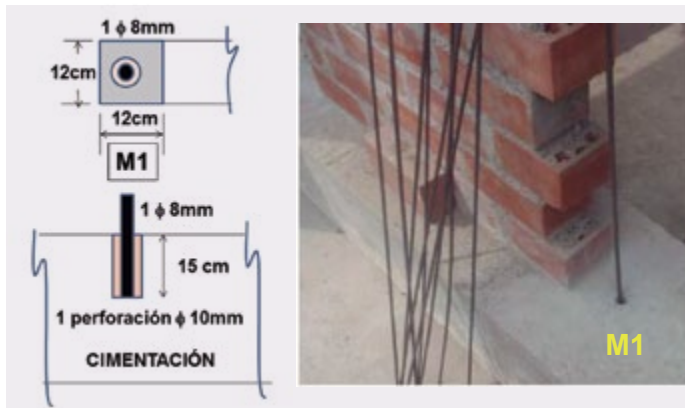 1 ϕ 8mm
12cm
12cm
M1
1 ϕ 8mm
15 cm
1 perforación ϕ 10mm
CIMENTACIÓN
M1